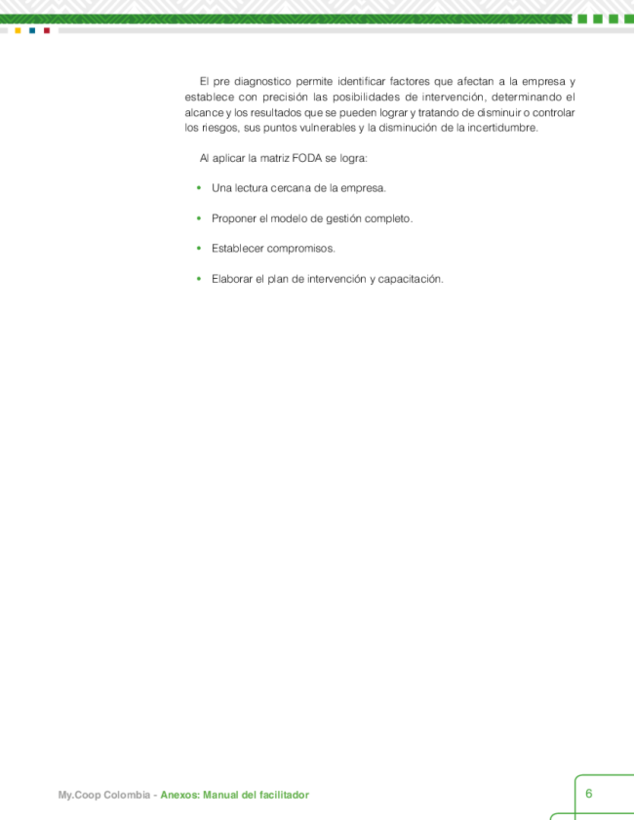 El pre diagnostico permite identificar factores que afectan a la empresa y
establece con precisión las posibilidades de intervención, determinando el
alcance y los resultados que se pueden lograr y tratando de disminuir o controlar
los riesgos, sus puntos vulnerables y la disminución de la incertidumbre.
Al aplicar la matriz FODA se logra:
• Una lectura cercana de la empresa.
• Proponer el modelo de gestión completo.
• Establecer compromisos.
• Elaborar el plan de intervención y capacitación.
My.Coop Colombia - Anexos: Manual del facilitador
6